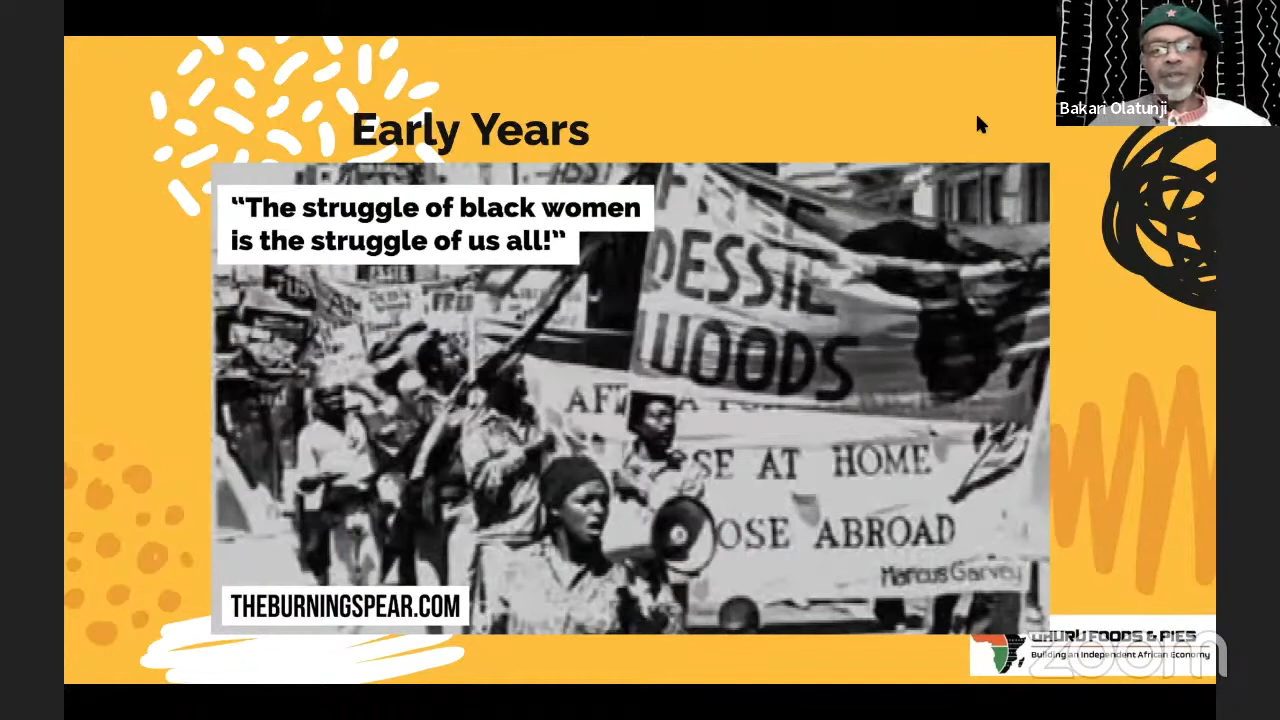 Bakari Olatunji
Early Years
“The struggle of black women
is the struggle of us all!”
DESSIE
WOODS
SE AT HOME
OSE ABROAD
Marcus Garvey
THEBURNINGSPEAR.COM
UHURU FOODS & PIES
Building an Independent African Economy
zoom